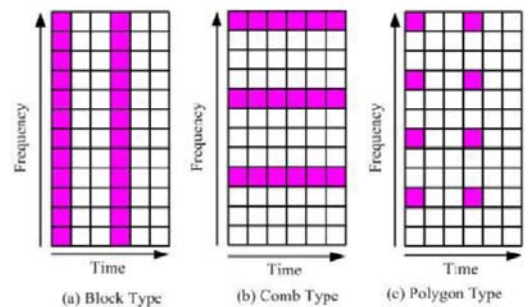 Frequency
Time
(a) Block Type
Frequency
Time
(b) Comb Type
Frequency
Time
(c) Polygon Type